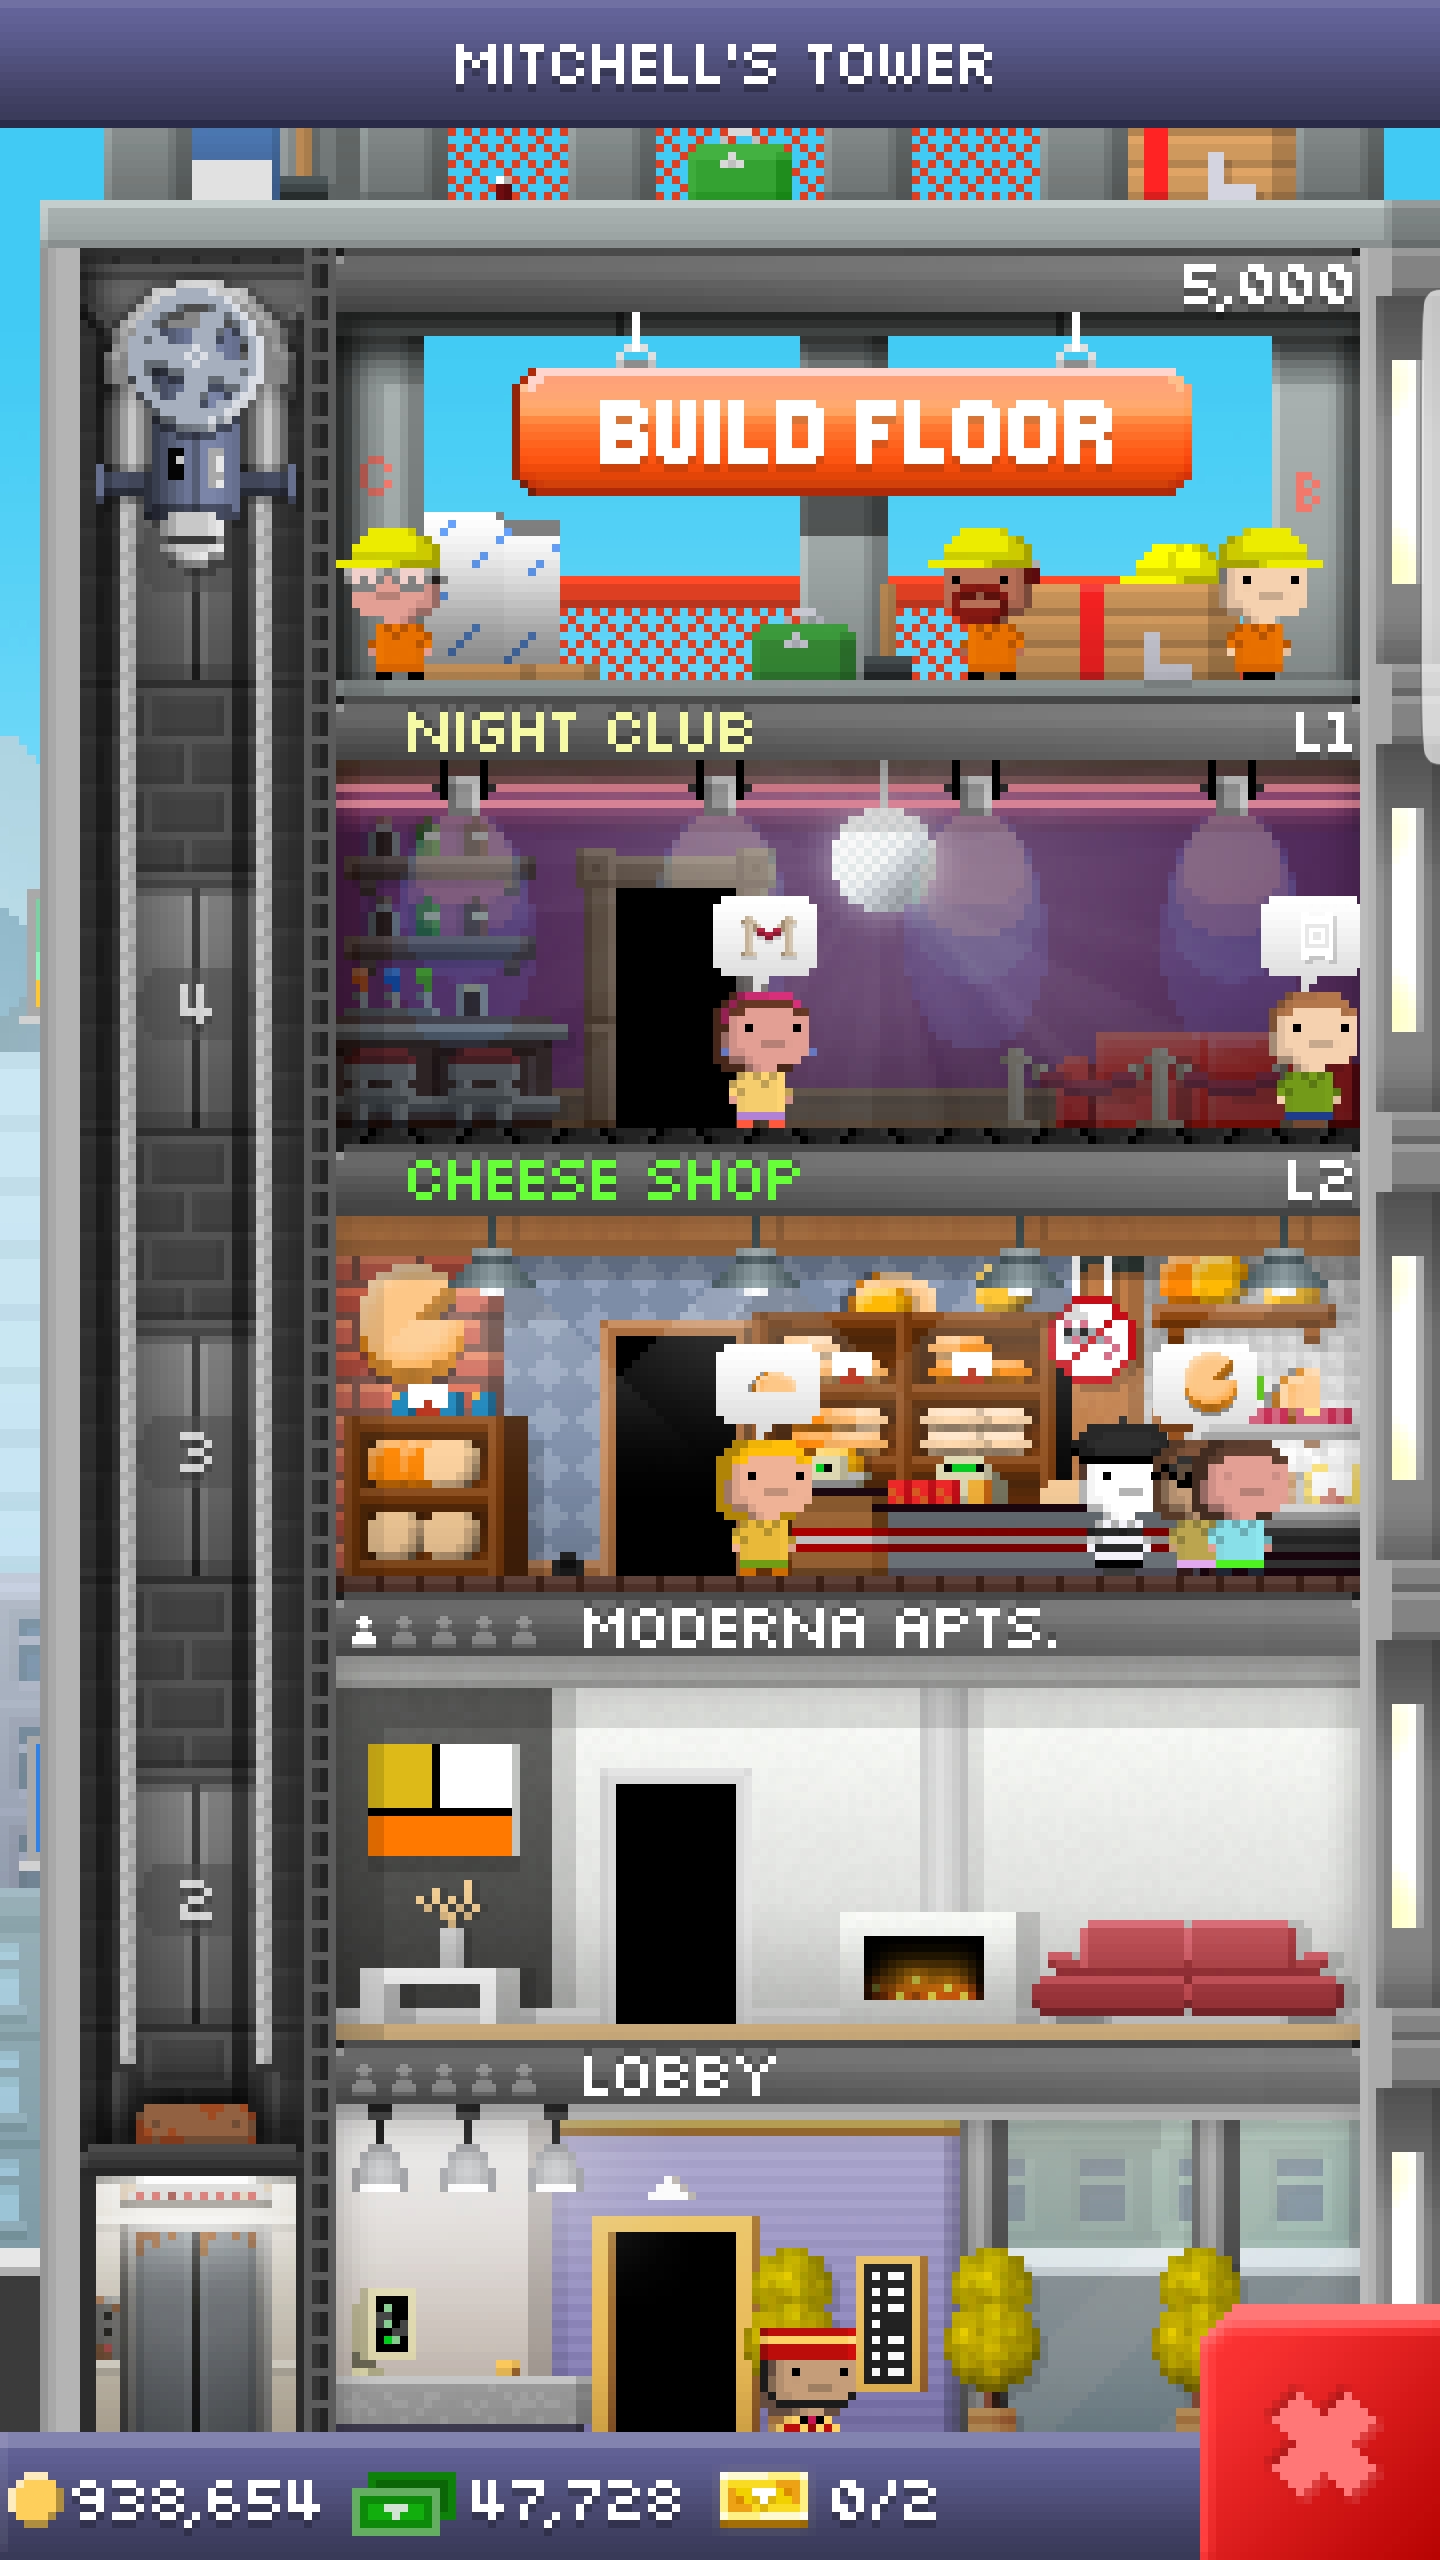 MITCHELL'S TOWER
5,000
BUILD FLOOR
C
B
NIGHT CLUB L1
4
CHEESE SHOP L2
3
MODERNA APTS.
2
LOBBY
938,654 47,728 0/2